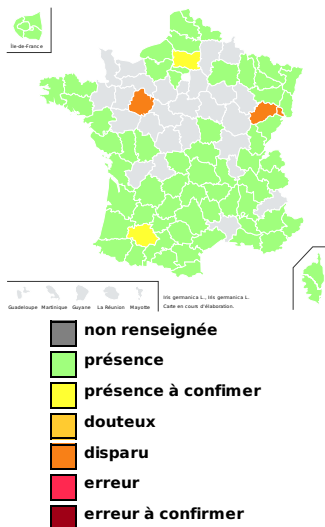 Île-de-France
Guadeloupe Martinique Guyane La Réunion Mayotte
Iris germanica L., Iris germanica L.
Carte en cours d'élaboration.
non renseignée
présence
présence à confimer
douteux
disparu
erreur
erreur à confirmer